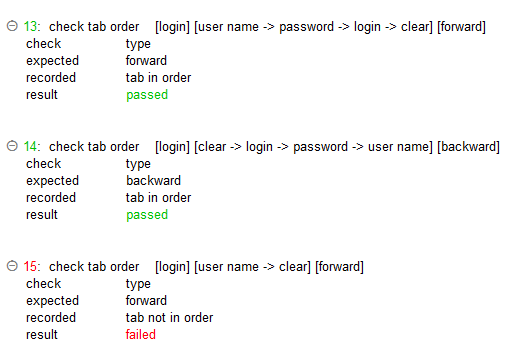 13: check tab order [login] [user name -> password -> login -> clear] [forward]
check type
expected forward
recorded tab in order
result passed
14: check tab order [login] [clear -> login -> password -> user name] [backward]
check type
expected backward
recorded tab in order
result passed
15: check tab order [login] [user name -> clear] [forward]
check type
expected forward
recorded tab not in order
result failed